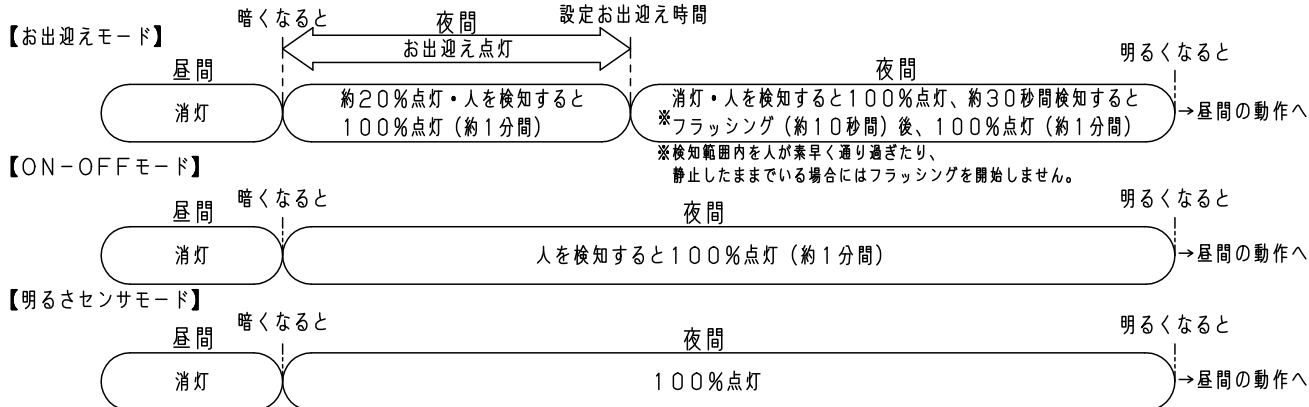 【お出迎えモード】
暗くなると
夜間
設定お出迎え時間
お出迎え点灯
明るくなると
昼間
夜間
消灯
約20%点灯・人を検知すると
100%点灯(約1分間)
消灯・人を検知すると100%点灯、約30秒間検知すると
※フラッシング(約10秒間)後、100%点灯(約1分間)
→昼間の動作へ
※検知範囲内を人が素早く通り過ぎたり、
静止したままでいる場合にはフラッシングを開始しません。
【ON-OFFモード】
昼間
暗くなると
夜間
明るくなると
消灯
人を検知すると100%点灯(約1分間)
→昼間の動作へ
【明るさセンサモード】
昼間
暗くなると
夜間
明るくなると
消灯
100%点灯
→昼間の動作へ